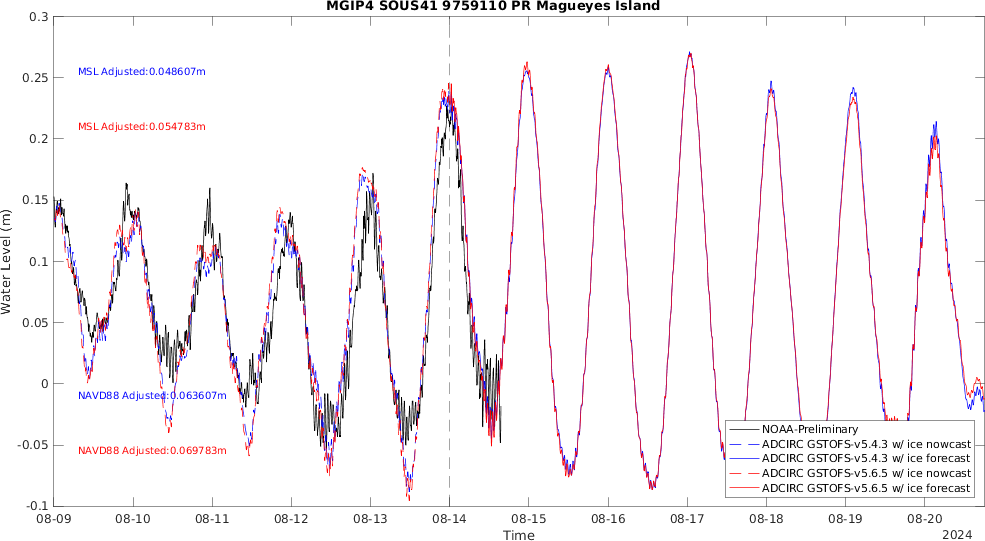 MGIP4 SOUS41 9759110 PR Magueyes Island
0.3
0.25
0.2
0.15
0.1
0.05
0
-0.05
-0.1
Water Level (m)
MSL Adjusted:0.048607m
MSL Adjusted:0.054783m
NAVD88 Adjusted:0.063607m
NAVD88 Adjusted:0.069783m
NOAA-Preliminary
ADCIRC GSTOFS-v5.4.3 w/ ice nowcast
ADCIRC GSTOFS-v5.4.3 w/ ice forecast
ADCIRC GSTOFS-v5.6.5 w/ ice nowcast
ADCIRC GSTOFS-v5.6.5 w/ ice forecast
08-09 08-10 08-11 08-12 08-13 08-14 08-15 08-16 08-17 08-18 08-19 08-20
Time
2024